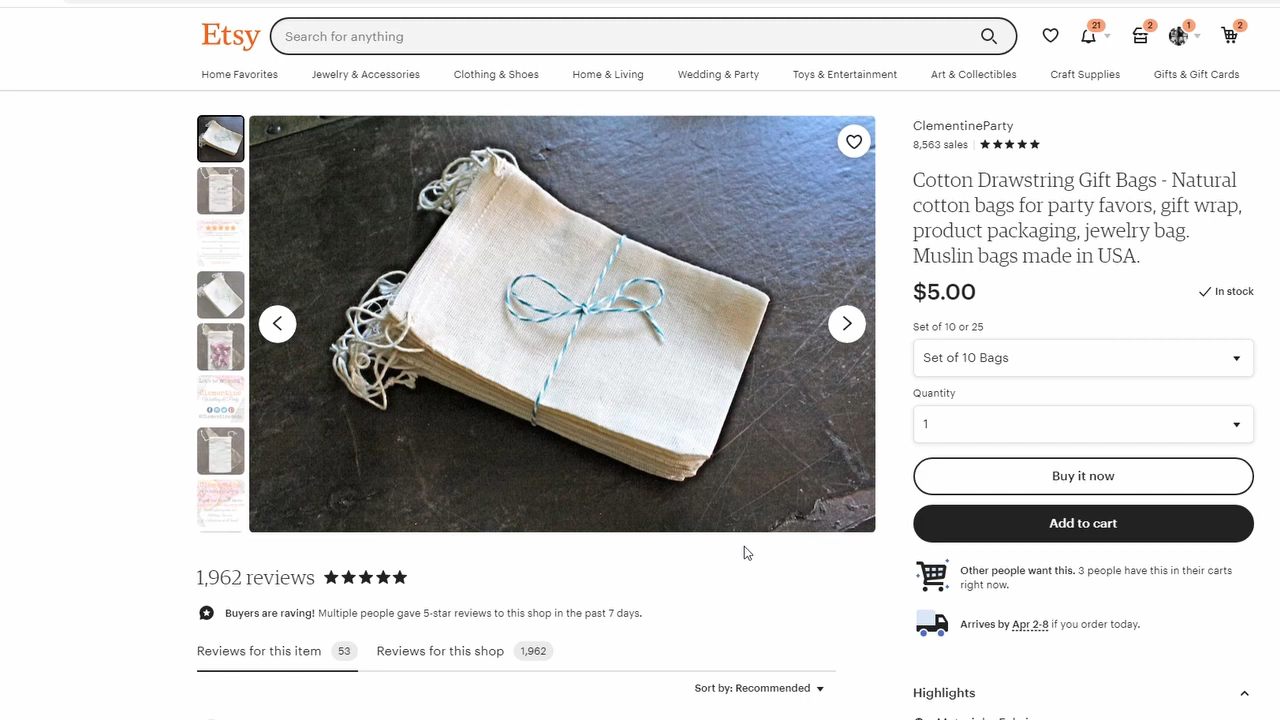 Etsy
Search for anything
21
2
1
2
Home Favorites
Jewelry & Accessories
Clothing & Shoes
Home & Living
Wedding & Party
Toys & Entertainment
Art & Collectibles
Craft Supplies
Gifts & Gift Cards
ClementineParty
8,563 sales
Cotton Drawstring Gift Bags - Natural
cotton bags for party favors, gift wrap,
product packaging, jewelry bag.
Muslin bags made in USA.
$5.00
In stock
Set of 10 or 25
Set of 10 Bags
Quantity
1
Buy it now
Add to cart
Other people want this. 3 people have this in their carts
right now.
Arrives by Apr 2-8 if you order today.
Highlights
1,962 reviews
Buyers are raving! Multiple people gave 5-star reviews to this shop in the past 7 days.
Reviews for this item 53
Reviews for this shop 1,962
Sort by: Recommended